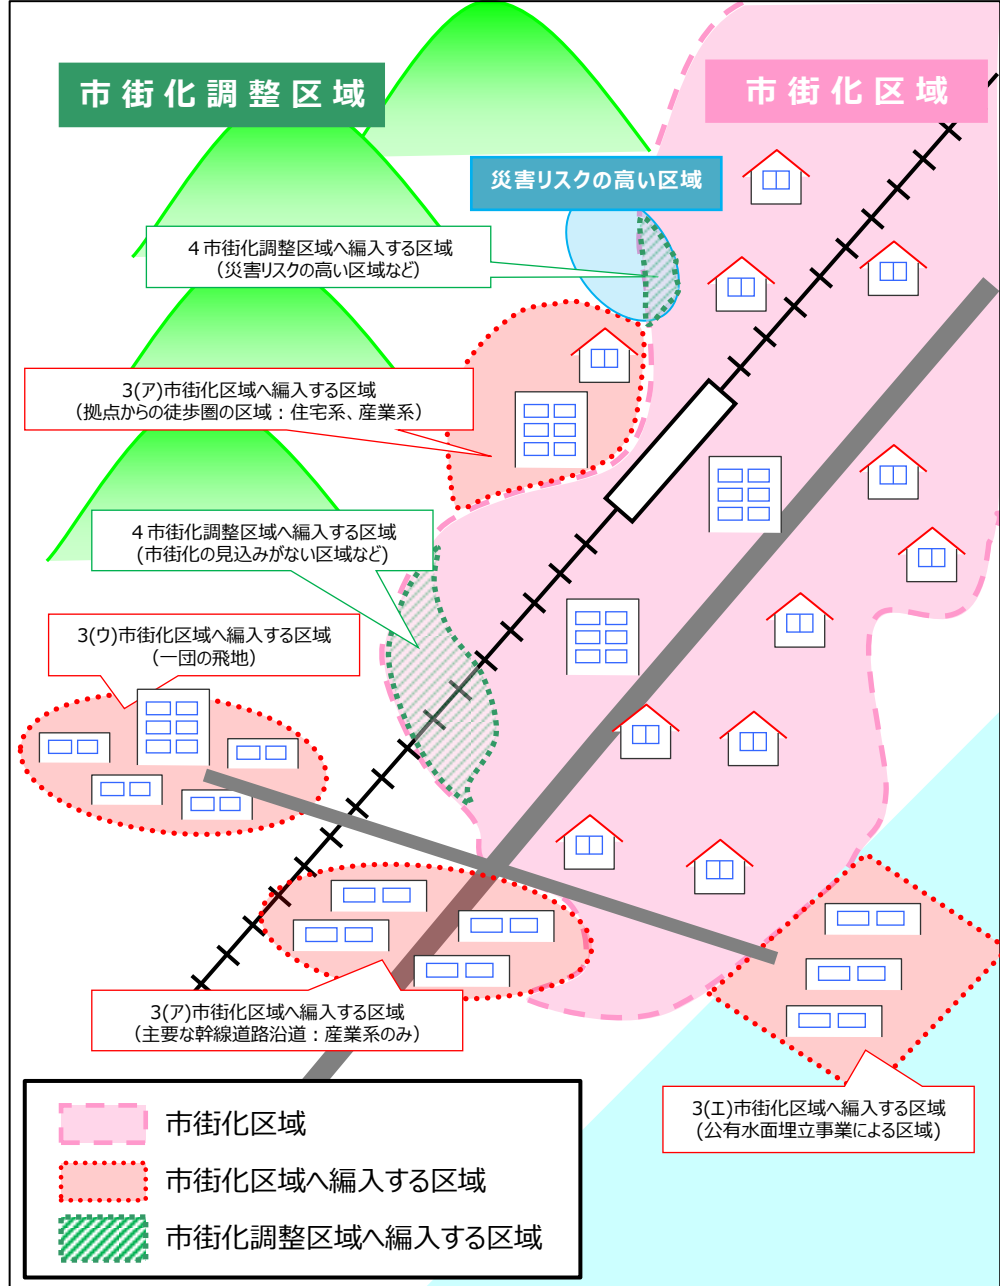 市街化調整区域
市街化区域
災害リスクの高い区域
4 市街化調整区域へ編入する区域
(災害リスクの高い区域など)
3(ア)市街化区域へ編入する区域
(拠点からの徒歩圏の区域：住宅系、産業系)
4 市街化調整区域へ編入する区域
(市街化の見込みがない区域など)
3(ウ)市街化区域へ編入する区域
(一団の飛地)
3(ア)市街化区域へ編入する区域
(主要な幹線道路沿道：産業系のみ)
3(エ)市街化区域へ編入する区域
(公有水面埋立事業による区域)
市街化区域
市街化区域へ編入する区域
市街化調整区域へ編入する区域